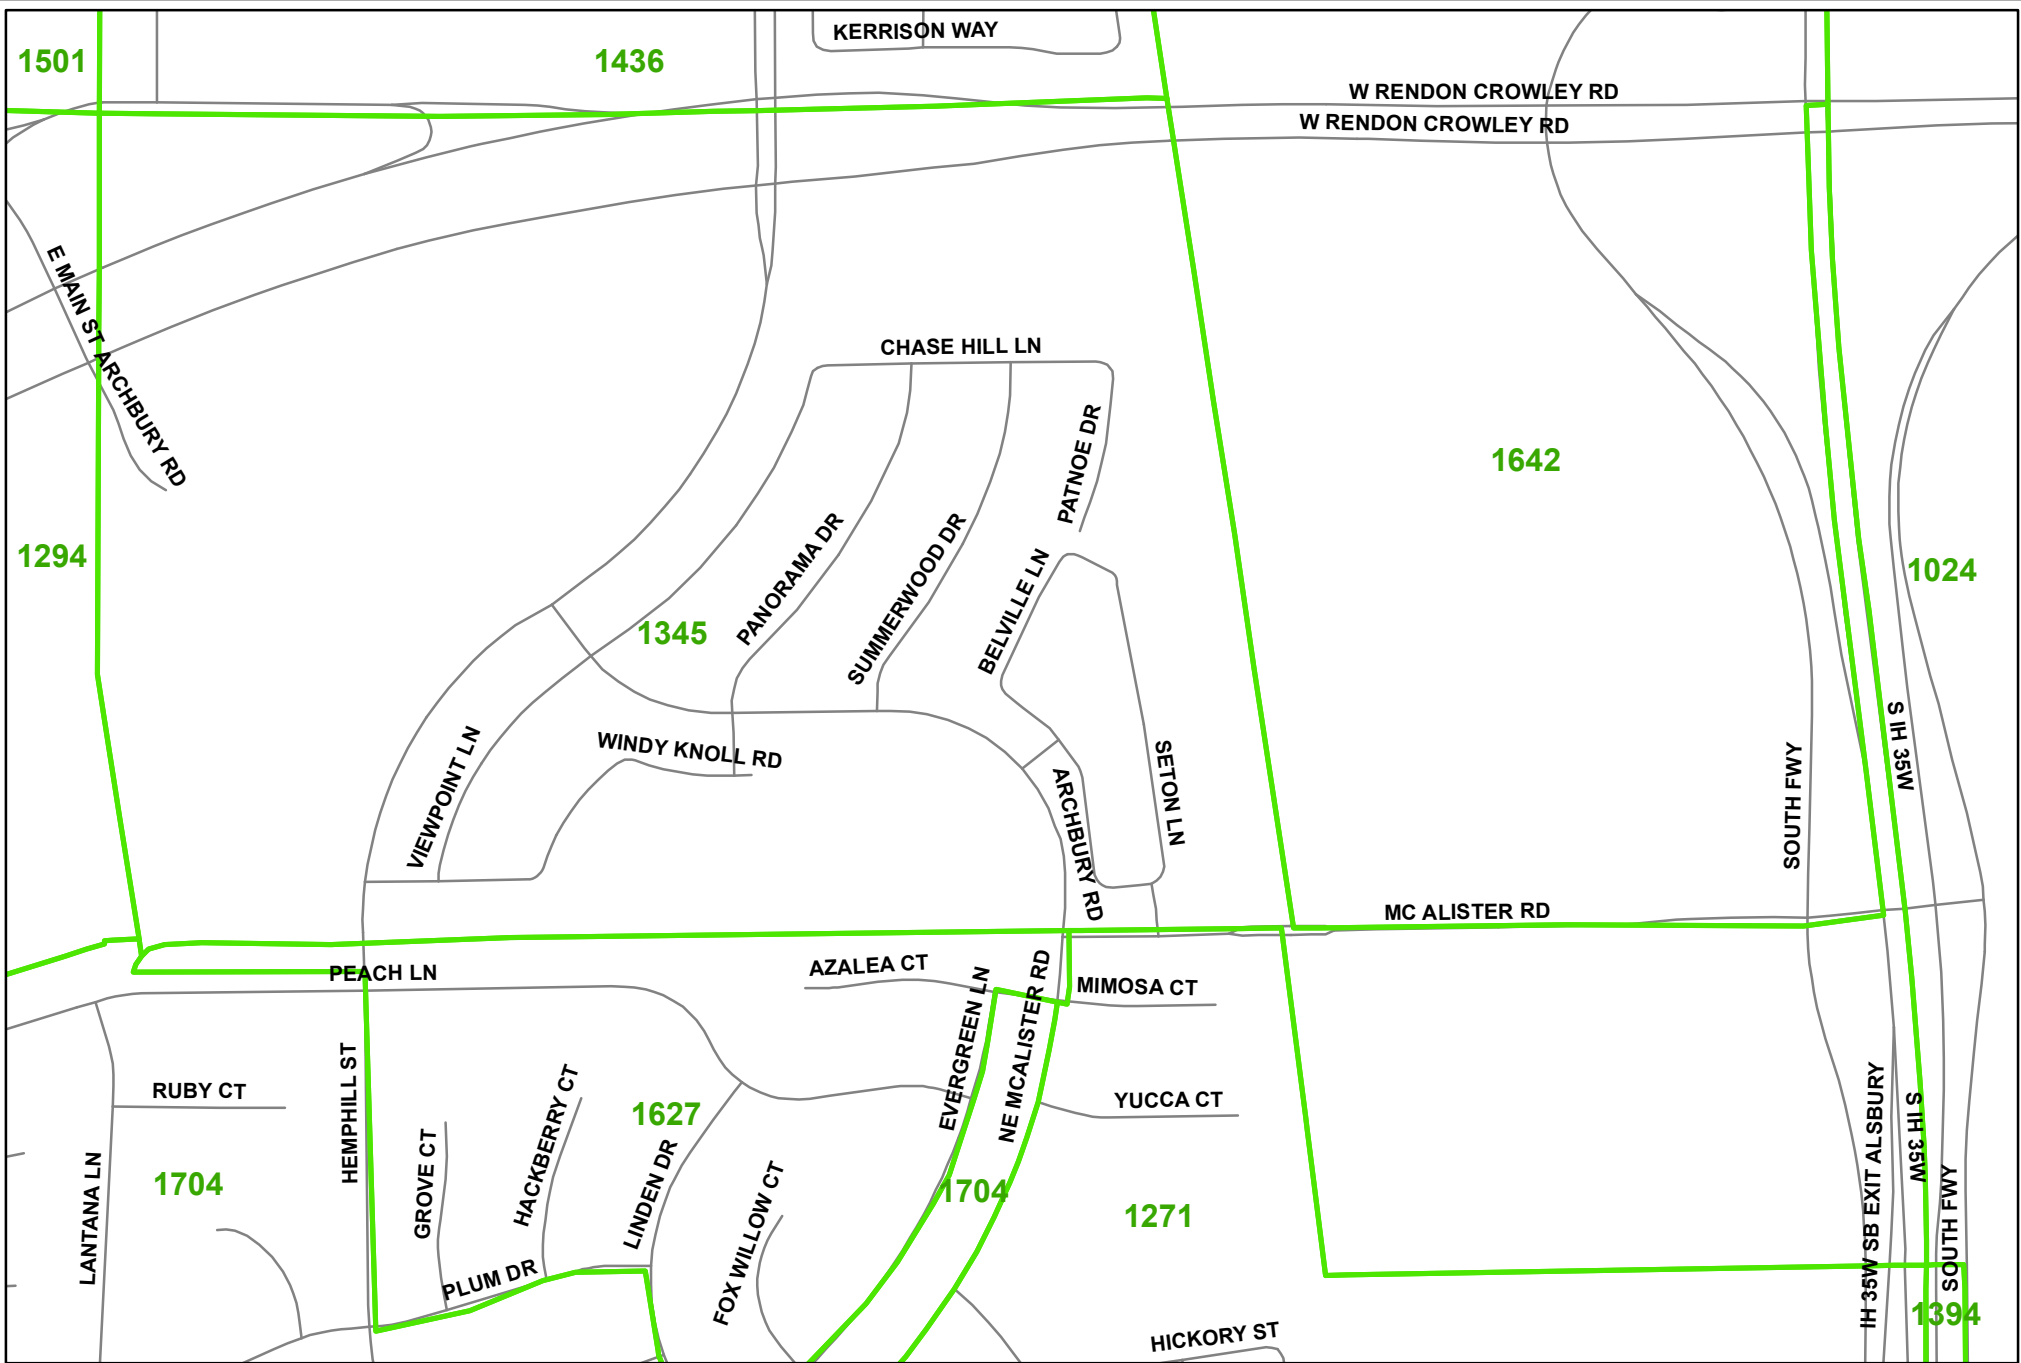 KERRISON WAY
1501
1436
W RENDON CROWLEY RD
W RENDON CROWLEY RD
E MAIN ST
ARCHBURY RD
CHASE HILL LN
PATNOE DR
1642
PANORAMA DR
SUMMERWOOD DR
BELVILLE LN
1294
1024
1345
VIEWPOINT LN
WINDY KNOLL RD
ARCHBURY RD
SETON LN
SOUTH FWY
S IH 35W
MC ALISTER RD
PEACH LN
AZALEA CT
EVERGREEN LN
NE MCALISTER RD
MIMOSA CT
RUBY CT
HEMPHILL ST
HACKBERRY CT
1627
YUCCA CT
LANTANA LN
1704
GROVE CT
LINDEN DR
FOX WILLOW CT
1704
1271
IH 35W SB EXIT ALSBURY
S IH 35W
SOUTH FWY
PLUM DR
1394
HICKORY ST